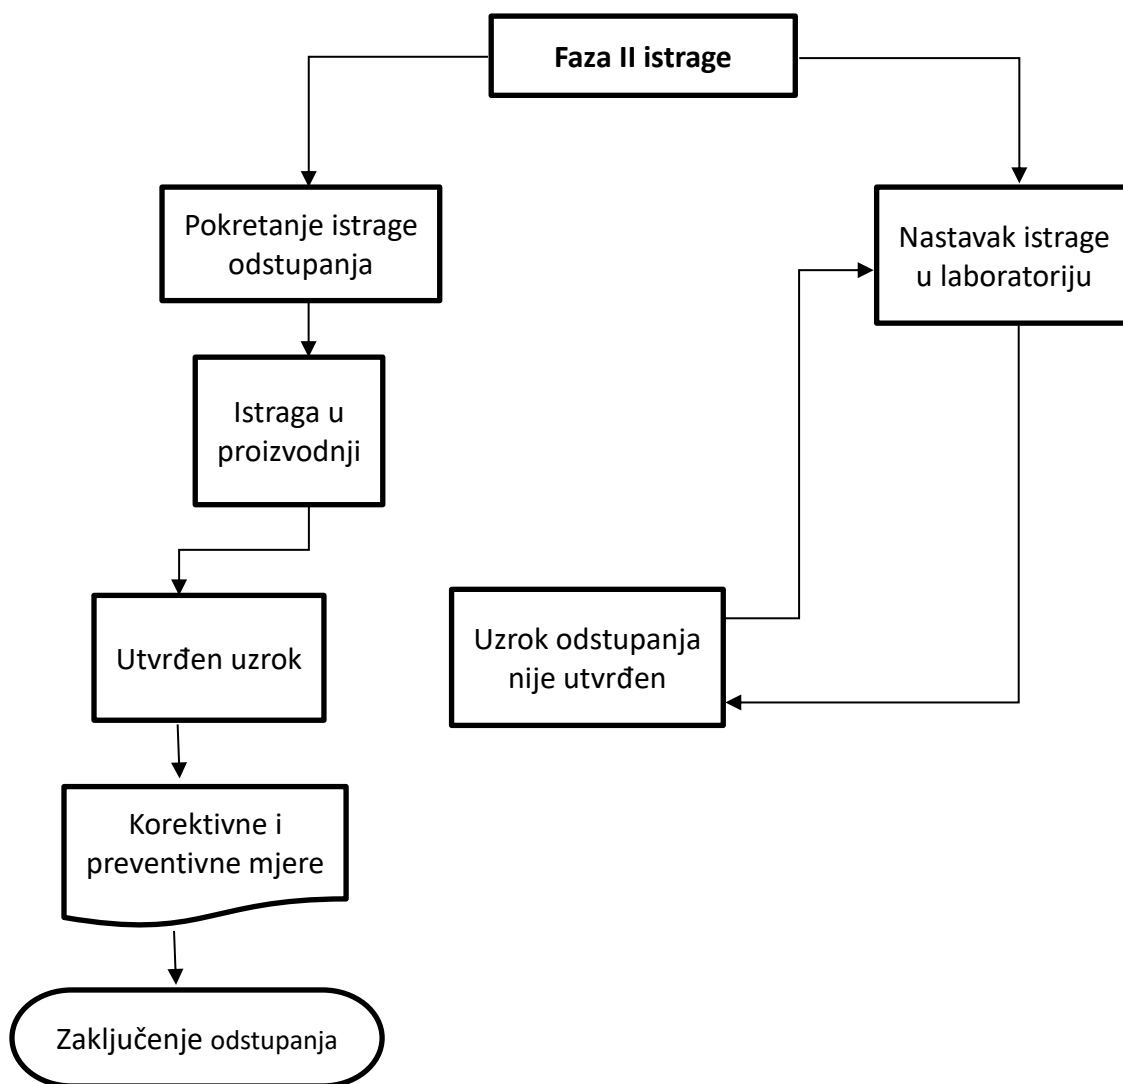 Faza II istrage
Pokretanje istrage
odstupanja
Nastavak istrage
u laboratoriju
Istraga u
proizvodnji
Utvrđen uzrok
Uzrok odstupanja
nije utvrđen
Korektivne i
preventivne mjere
Zaključenje odstupanja